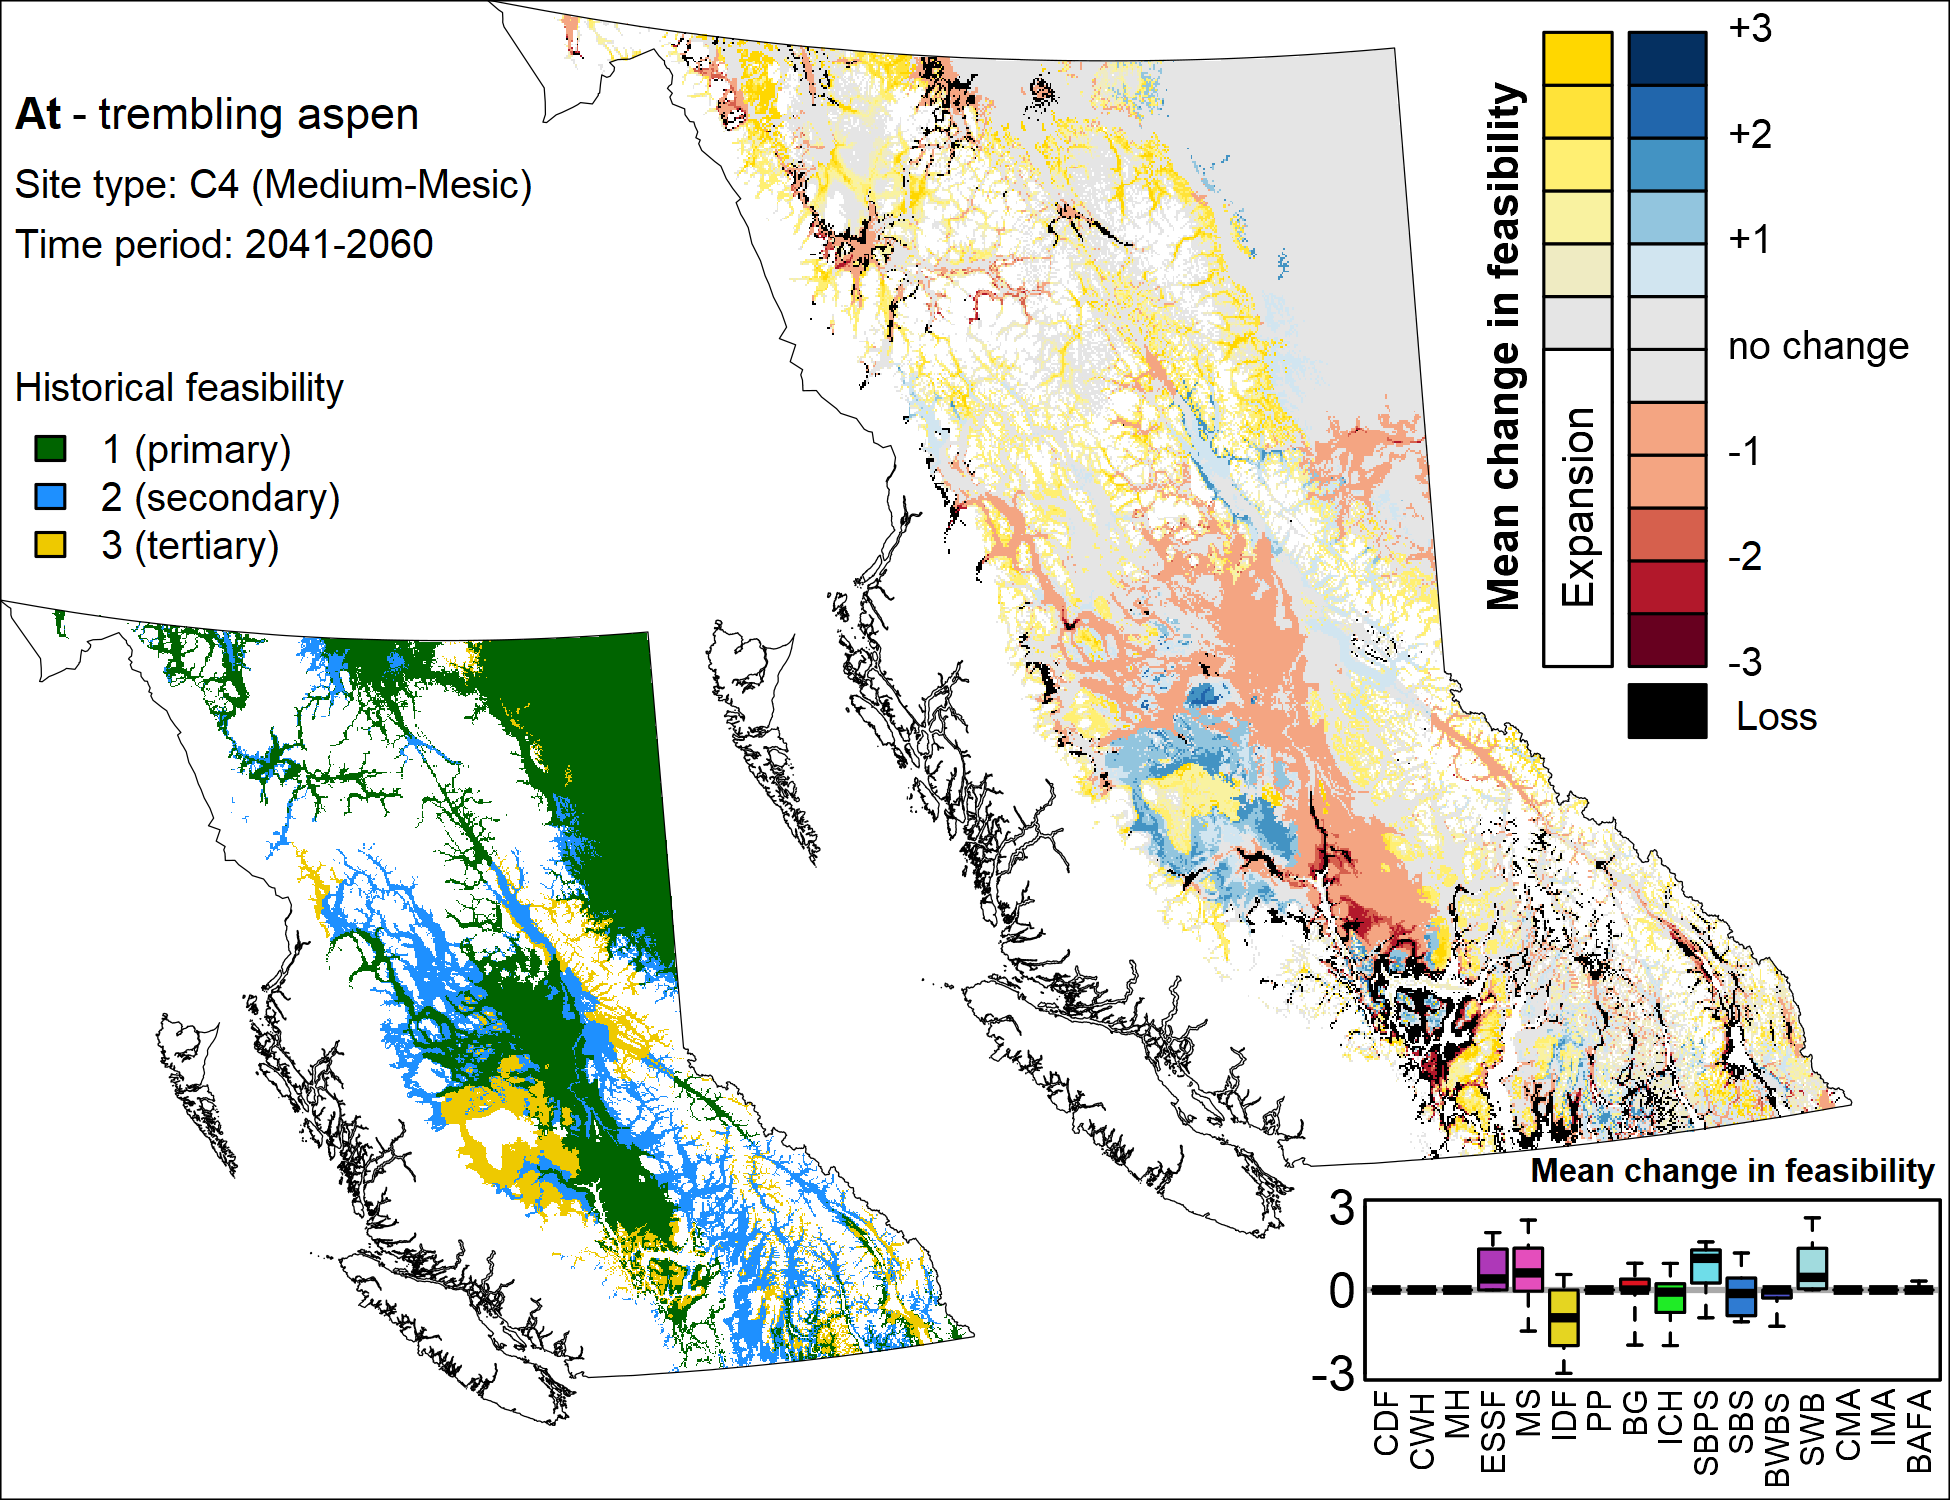 At - trembling aspen
Site type: C4 (Medium-Mesic)
Time period: 2041-2060
Historical feasibility
1 (primary)
2 (secondary)
3 (tertiary)
Mean change in feasibility
Expansion
+3
+2
+1
no change
-1
-2
-3
Loss
Mean change in feasibility
3
0
-3
CDF
CWH
MH
ESSF
MS
IDF
PP
BG
ICH
SBPS
SBS
BWBS
SWB
CMA
IMA
BAFA